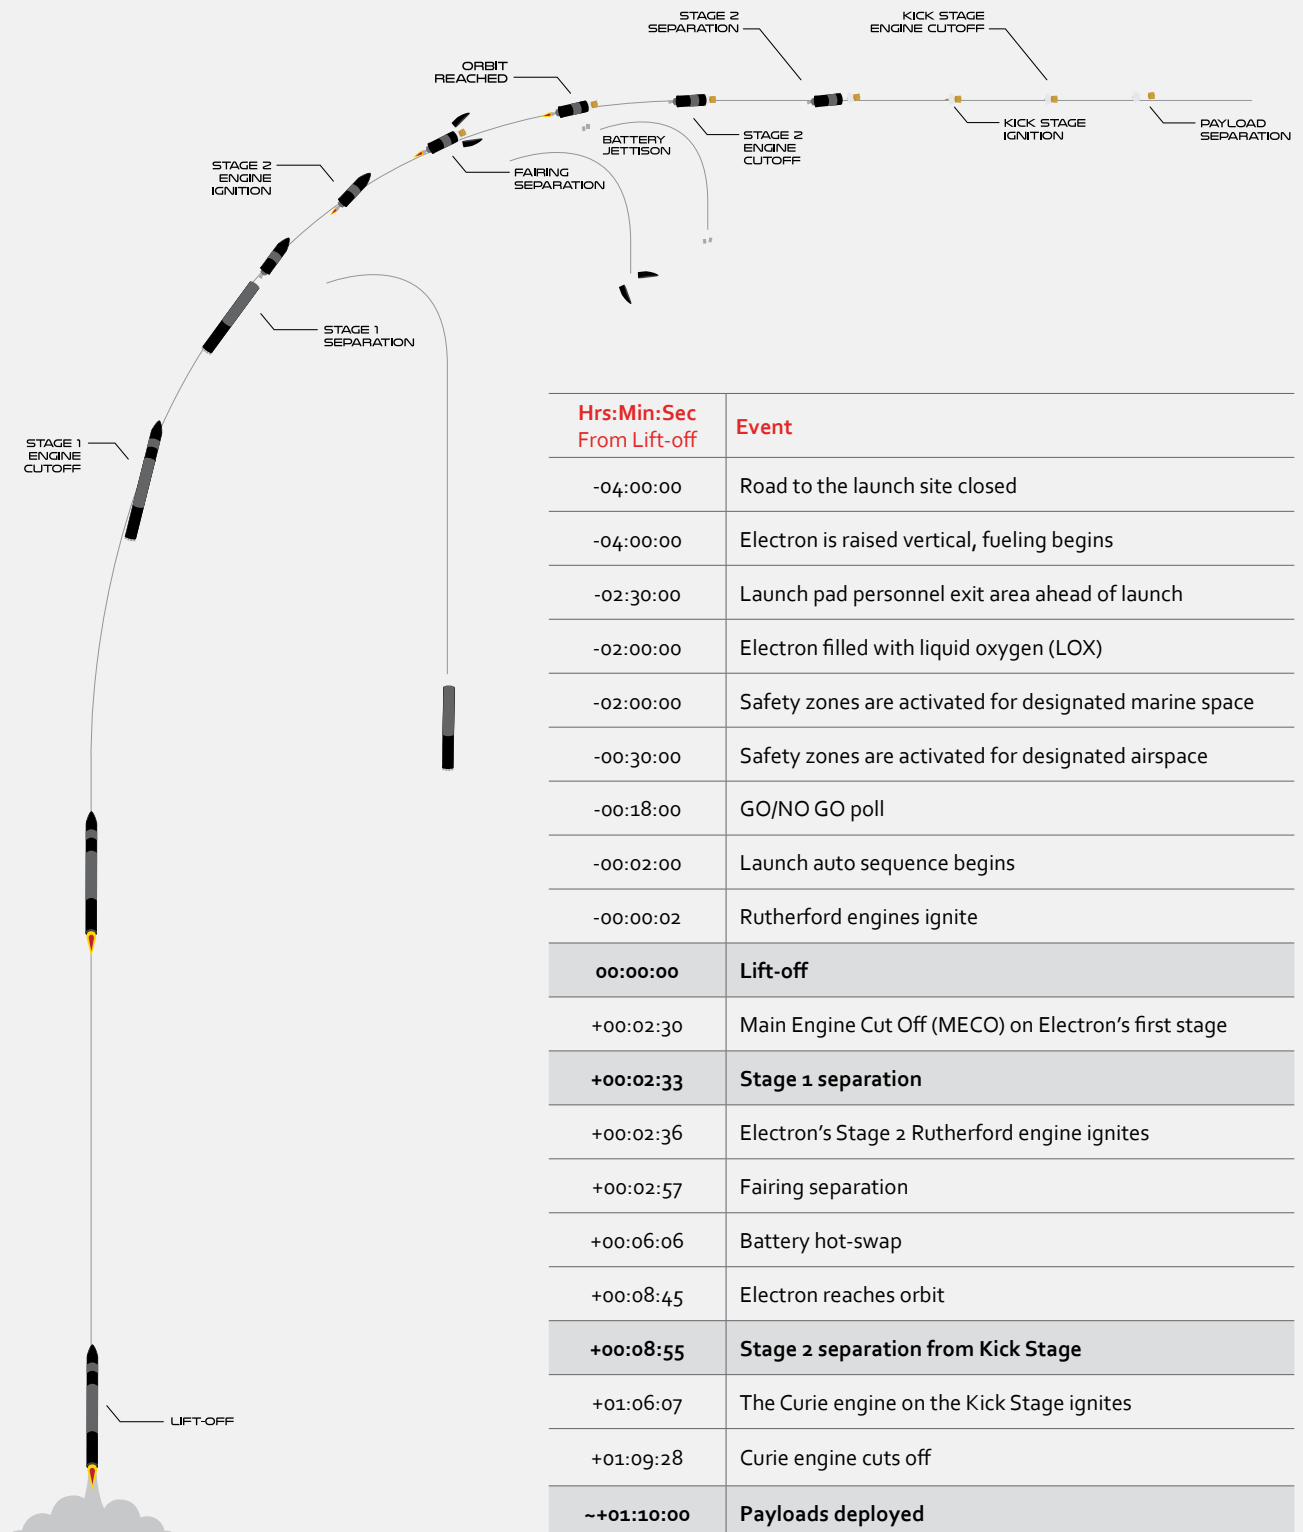 STAGE 2
SEPARATION
KICK STAGE
ENGINE CUTOFF
ORBIT
REACHED
BATTERY
JETTISON
STAGE 2
ENGINE
CUTOFF
KICK STAGE
IGNITION
PAYLOAD
SEPARATION
STAGE 2
ENGINE
IGNITION
FAIRING
SEPARATION
STAGE 1
SEPARATION
STAGE 1
ENGINE
CUTOFF
LIFT-OFF
Hrs:Min:Sec
From Lift-off
Event
-04:00:00 Road to the launch site closed
-04:00:00 Electron is raised vertical, fueling begins
-02:30:00 Launch pad personnel exit area ahead of launch
-02:00:00 Electron filled with liquid oxygen (LOX)
-02:00:00 Safety zones are activated for designated marine space
-00:30:00 Safety zones are activated for designated airspace
-00:18:00 GO/NO GO poll
-00:02:00 Launch auto sequence begins
-00:00:02 Rutherford engines ignite
00:00:00 Lift-off
+00:02:30 Main Engine Cut Off (MECO) on Electron’s first stage
+00:02:33 Stage 1 separation
+00:02:36 Electron’s Stage 2 Rutherford engine ignites
+00:02:57 Fairing separation
+00:06:06 Battery hot-swap
+00:08:45 Electron reaches orbit
+00:08:55 Stage 2 separation from Kick Stage
+01:06:07 The Curie engine on the Kick Stage ignites
+01:09:28 Curie engine cuts off
~+01:10:00 Payloads deployed